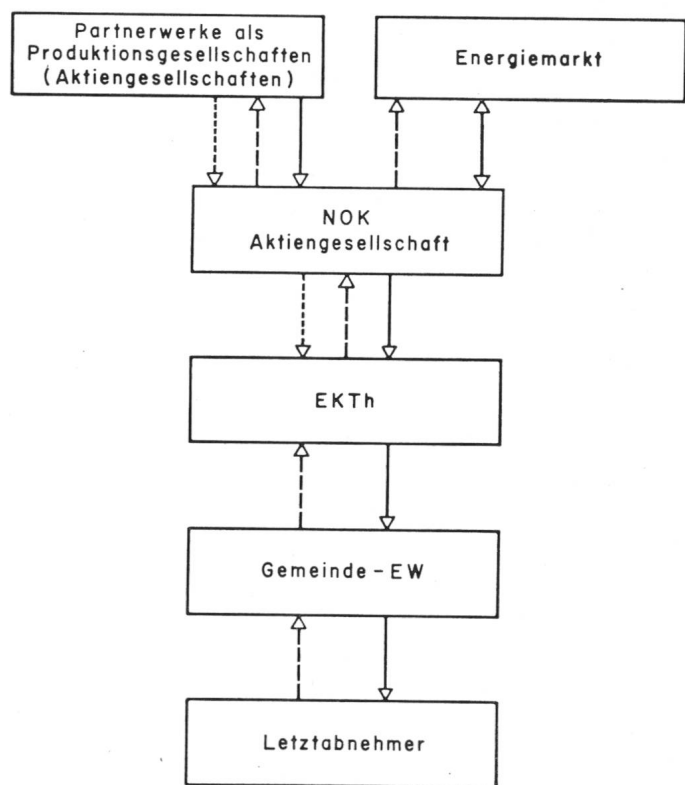 Partnerwerke als
Produktionsgesellschaften
(Aktiengesellschaften)
Energiemarkt
NOK
Aktiengesellschaft
EKTh
Gemeinde-EW
Letztabnehmer